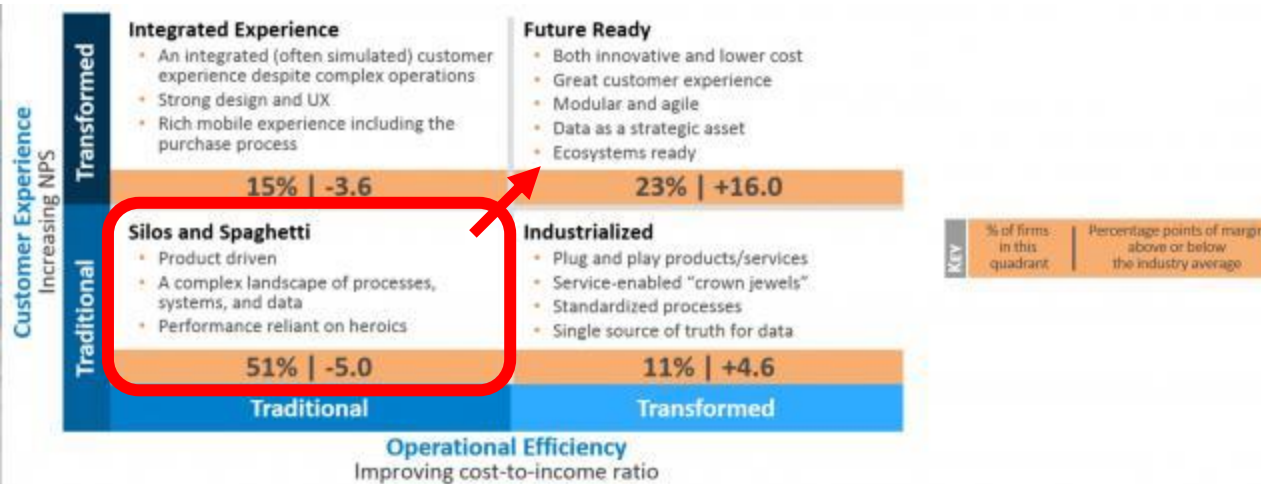 Customer Experience
Increasing NPS
Transformed
Integrated Experience
• An integrated (often simulated) customer
experience despite complex operations
• Strong design and UX
• Rich mobile experience including the
purchase process
15% | -3.6
Future Ready
• Both innovative and lower cost
• Great customer experience
• Modular and agile
• Data as a strategic asset
• Ecosystems ready
23% | +16.0
Traditional
Silos and Spaghetti
• Product driven
• A complex landscape of processes,
systems, and data
• Performance reliant on heroics
51% | -5.0
Industrialized
• Plug and play products/services
• Service-enabled “crown jewels”
• Standardized processes
• Single source of truth for data
11% | +4.6
Traditional
Transformed
Operational Efficiency
Improving cost-to-income ratio
KEY
% of firms
in this
quadrant
Percentage points of margin
above or below
the industry average